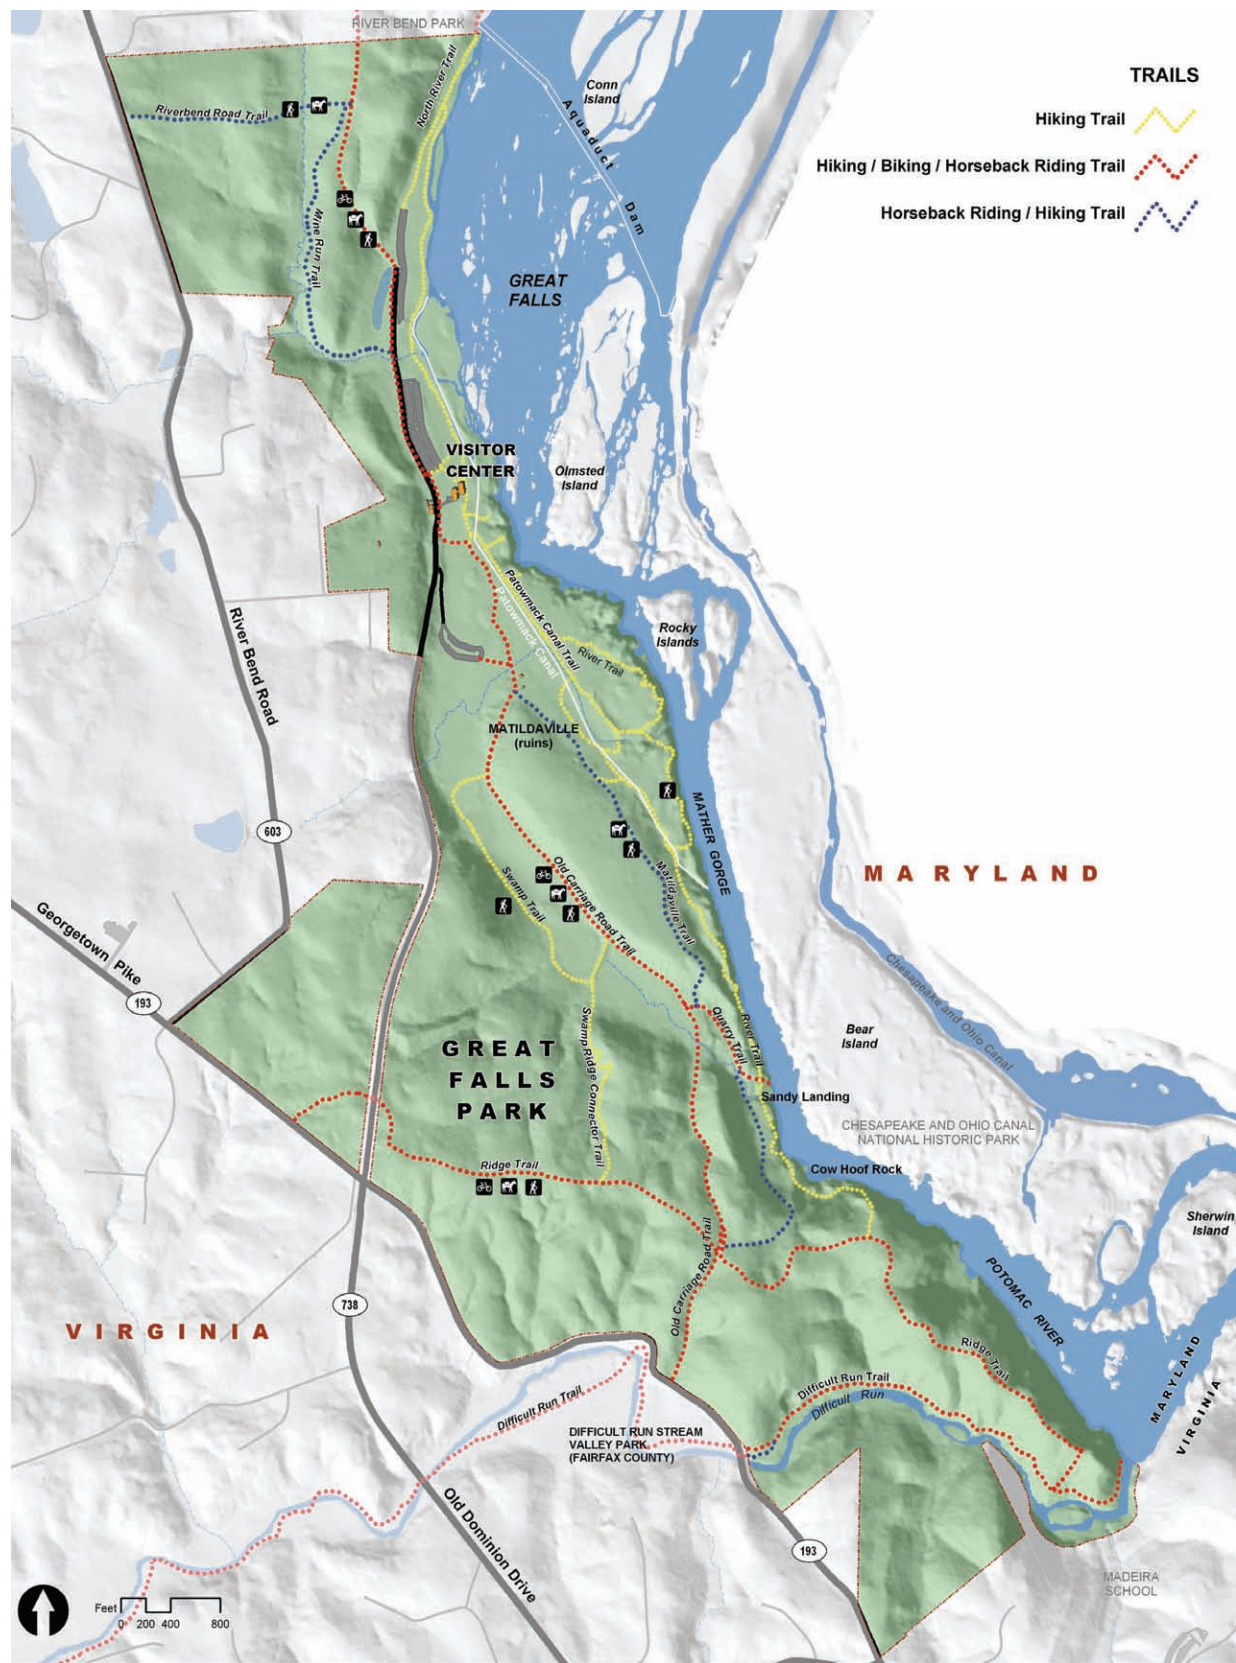 RIVER BEND PARK
TRAILS
Hiking Trail
Hiking / Biking / Horseback Riding Trail
Horseback Riding / Hiking Trail
North River Trail
Conn
Island
Aquaduct Dam
Riverbend Road Trail
Mine Run Trail
GREAT
FALLS
VISITOR
CENTER
Olmsted
Island
Patowmack Canal Trail
Patowmack Canal
River Trail
Rocky
Islands
River Bend Road
MATILDAVILLE
(ruins)
MATHER GORGE
603
MARYLAND
Old Carriage Road Trail
Swamp Trail
Matildaville Trail
Georgetown Pike
193
Chesapeake and Ohio Canal
Swamp Ridge Connector Trail
Quarry Trail
River Trail
Bear
Island
GREAT
FALLS
PARK
Sandy Landing
CHESAPEAKE AND OHIO CANAL
NATIONAL HISTORIC PARK
Ridge Trail
Cow Hoof Rock
Sherwin
Island
Old Carriage Road Trail
POTOMAC RIVER
738
VIRGINIA
Ridge Trail
MARYLAND
VIRGINIA
Difficult Run Trail
Difficult Run
Difficult Run Trail
DIFFICULT RUN STREAM
VALLEY PARK
(FAIRFAX COUNTY)
Old Dominion Drive
193
MADEIRA
SCHOOL
Feet
0 200 400 800